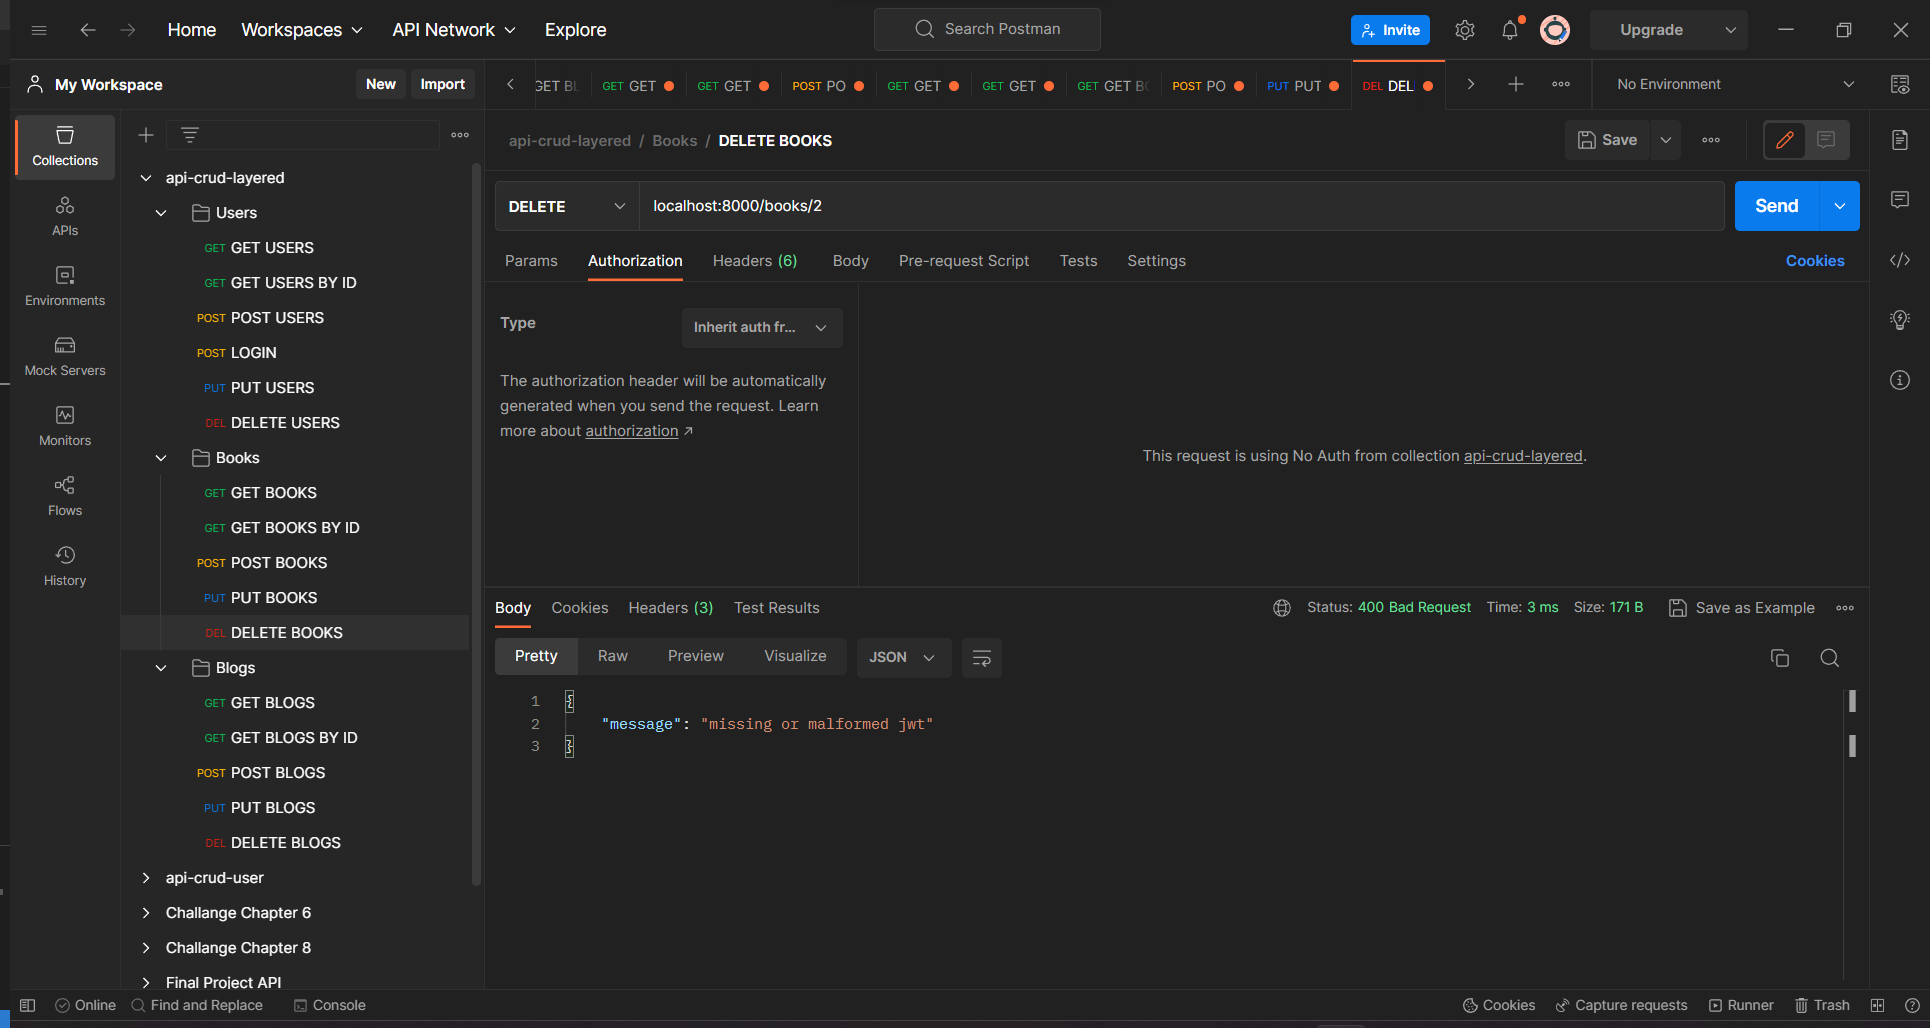 Home Workspaces API Network Explore Search Postman Invite Upgrade
My Workspace New Import
GET BL GET GET GET GET POST PO GET GET GET GET GET GET BO POST PO PUT PUT DEL DEL No Environment
Collections
APIs
Environments
Mock Servers
Monitors
Flows
History
api-crud-layered
Users
GET GET USERS
GET GET USERS BY ID
POST POST USERS
POST LOGIN
PUT PUT USERS
DEL DELETE USERS
Books
GET GET BOOKS
GET GET BOOKS BY ID
POST POST BOOKS
PUT PUT BOOKS
DEL DELETE BOOKS
Blogs
GET GET BLOGS
GET GET BLOGS BY ID
POST POST BLOGS
PUT PUT BLOGS
DEL DELETE BLOGS
api-crud-user
Challange Chapter 6
Challange Chapter 8
Final Project API
api-crud-layered / Books / DELETE BOOKS Save
DELETE localhost:8000/books/2 Send
Params Authorization Headers (6) Body Pre-request Script Tests Settings Cookies
Type Inherit auth fr...
The authorization header will be automatically
generated when you send the request. Learn
more about authorization ↗
This request is using No Auth from collection api-crud-layered.
Body Cookies Headers (3) Test Results Status: 400 Bad Request Time: 3 ms Size: 171 B Save as Example
Pretty Raw Preview Visualize JSON
1 {
2 "message": "missing or malformed jwt"
3 }
Online Find and Replace Console Cookies Capture requests Runner Trash